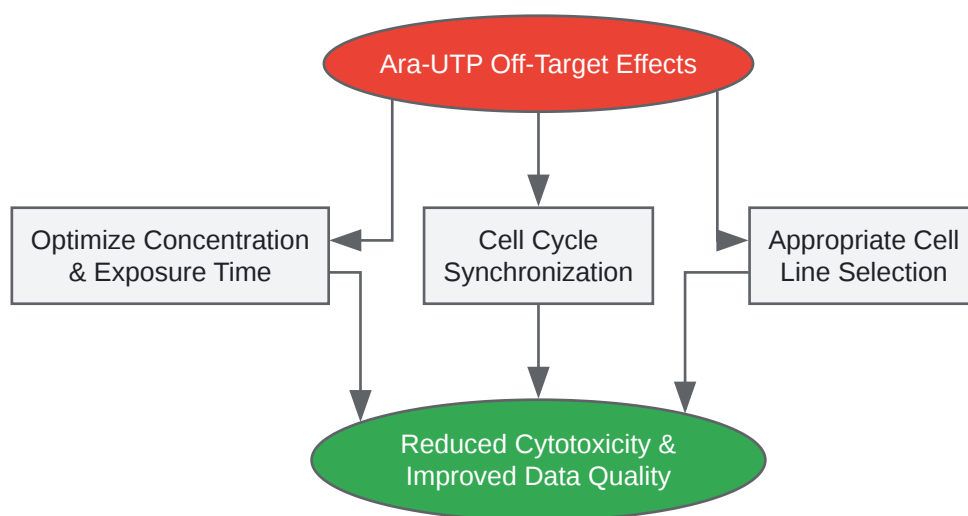 Ara-UTP Off-Target Effects
Optimize Concentration
& Exposure Time
Cell Cycle
Synchronization
Appropriate Cell
Line Selection
Reduced Cytotoxicity &
Improved Data Quality